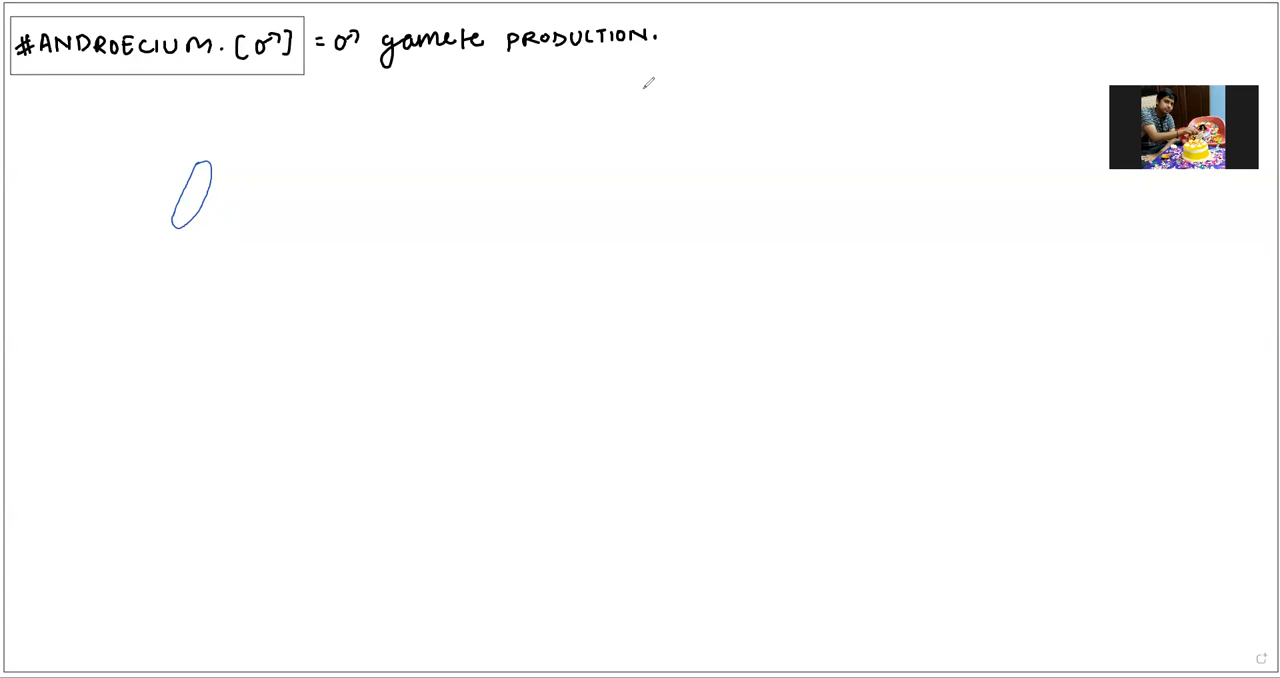 #ANDROECIUM. [♂] = ♂ gamete PRODUCTION.